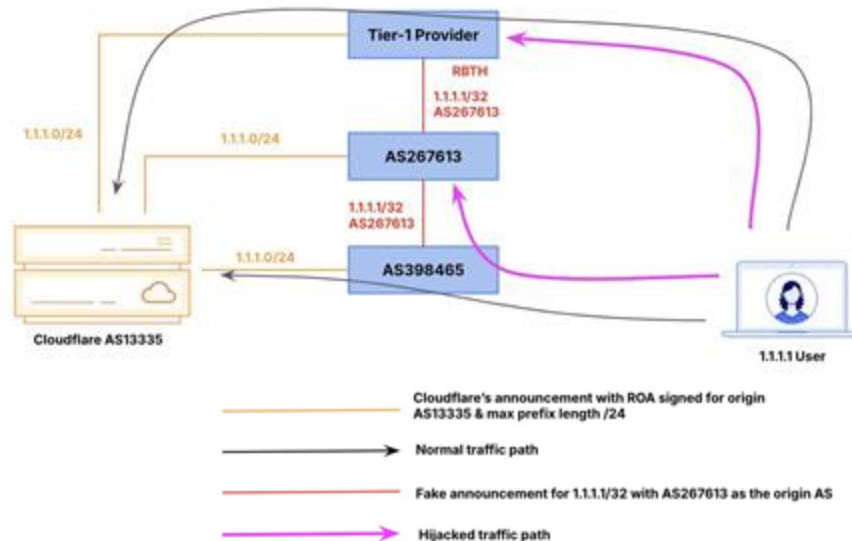 Tier-1 Provider
RBTH
1.1.1.1/32
AS267613
1.1.1.0/24
1.1.1.0/24
AS267613
1.1.1.1/32
AS267613
1.1.1.0/24
AS398465
Cloudflare AS13335
1.1.1.1 User
Cloudflare's announcement with ROA signed for origin
AS13335 & max prefix length /24
Normal traffic path
Fake announcement for 1.1.1.1/32 with AS267613 as the origin AS
Hijacked traffic path